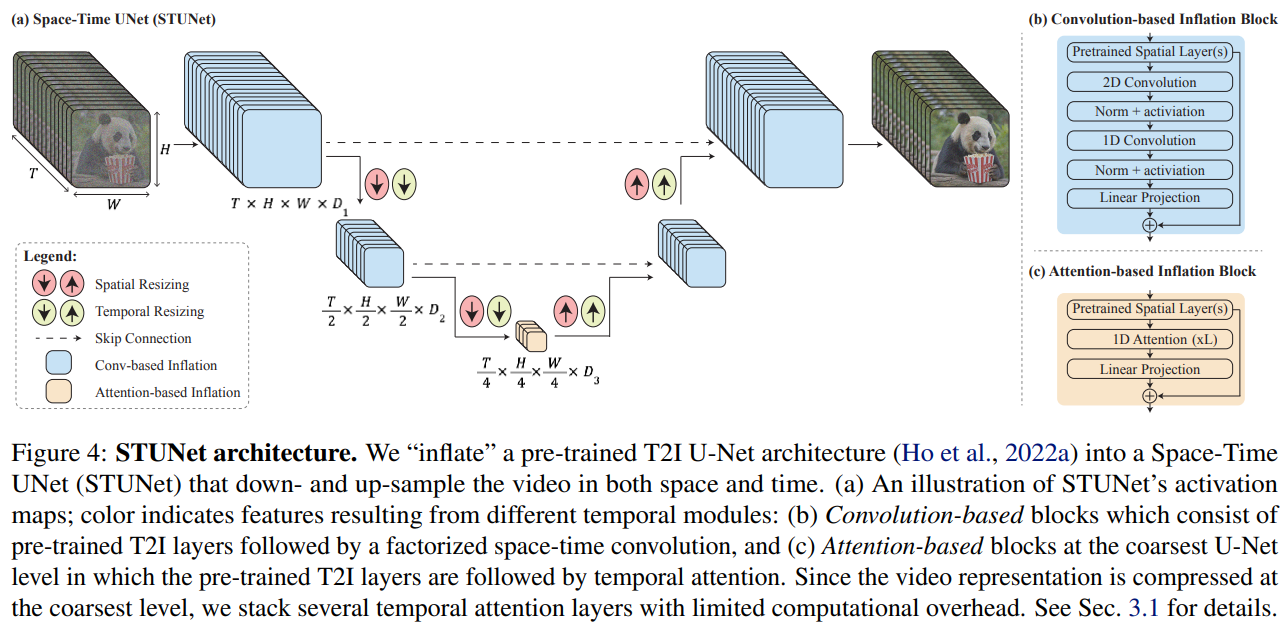 (a) Space-Time UNet (STUNet)
H
T
W
T × H × W × D1
T/2 × H/2 × W/2 × D2
T/4 × H/4 × W/4 × D3
Legend:
Spatial Resizing
Temporal Resizing
Skip Connection
Conv-based Inflation
Attention-based Inflation
(b) Convolution-based Inflation Block
Pretrained Spatial Layer(s)
2D Convolution
Norm + activiation
1D Convolution
Norm + activiation
Linear Projection
(c) Attention-based Inflation Block
Pretrained Spatial Layer(s)
1D Attention (xL)
Linear Projection
Figure 4: STUNet architecture. We “inflate” a pre-trained T2I U-Net architecture (Ho et al., 2022a) into a Space-Time
UNet (STUNet) that down- and up-sample the video in both space and time. (a) An illustration of STUNet’s activation
maps; color indicates features resulting from different temporal modules: (b) Convolution-based blocks which consist of
pre-trained T2I layers followed by a factorized space-time convolution, and (c) Attention-based blocks at the coarsest U-Net
level in which the pre-trained T2I layers are followed by temporal attention. Since the video representation is compressed at
the coarsest level, we stack several temporal attention layers with limited computational overhead. See Sec. 3.1 for details.